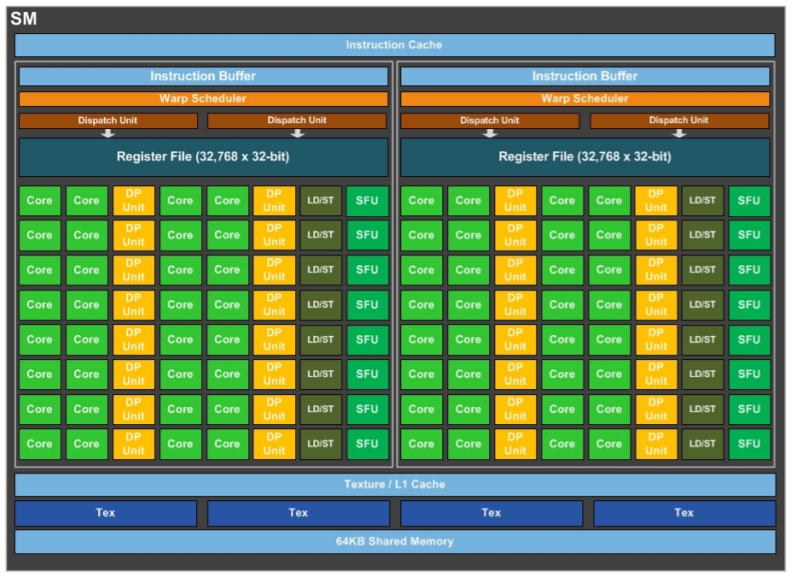 SM
Instruction Cache
Instruction Buffer
Warp Scheduler
Dispatch Unit Dispatch Unit
Register File (32,768 x 32-bit)
Core Core DP Unit Core Core DP Unit LD/ST SFU
Core Core DP Unit Core Core DP Unit LD/ST SFU
Core Core DP Unit Core Core DP Unit LD/ST SFU
Core Core DP Unit Core Core DP Unit LD/ST SFU
Core Core DP Unit Core Core DP Unit LD/ST SFU
Core Core DP Unit Core Core DP Unit LD/ST SFU
Core Core DP Unit Core Core DP Unit LD/ST SFU
Core Core DP Unit Core Core DP Unit LD/ST SFU
Instruction Buffer
Warp Scheduler
Dispatch Unit Dispatch Unit
Register File (32,768 x 32-bit)
Core Core DP Unit Core Core DP Unit LD/ST SFU
Core Core DP Unit Core Core DP Unit LD/ST SFU
Core Core DP Unit Core Core DP Unit LD/ST SFU
Core Core DP Unit Core Core DP Unit LD/ST SFU
Core Core DP Unit Core Core DP Unit LD/ST SFU
Core Core DP Unit Core Core DP Unit LD/ST SFU
Core Core DP Unit Core Core DP Unit LD/ST SFU
Core Core DP Unit Core Core DP Unit LD/ST SFU
Texture / L1 Cache
Tex Tex Tex Tex
64KB Shared Memory